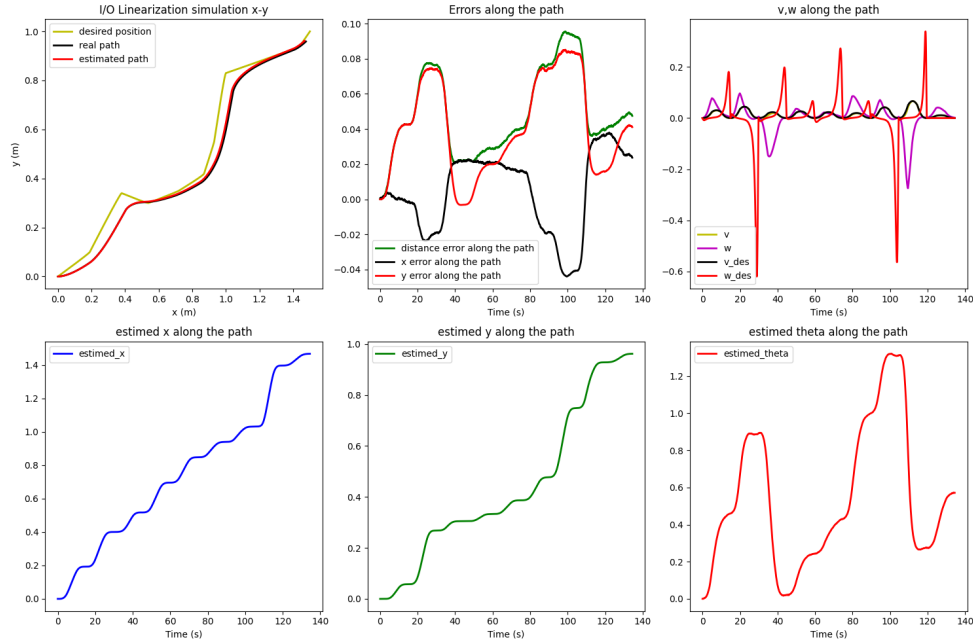 I/O Linearization simulation x-y
desired position
real path
estimated path
1.0
0.8
0.6
0.4
0.2
0.0
y (m)
0.0 0.2 0.4 0.6 0.8 1.0 1.2 1.4
x (m)
Errors along the path
0.10
0.08
0.06
0.04
0.02
0.00
−0.02
−0.04
distance error along the path
x error along the path
y error along the path
0 20 40 60 80 100 120 140
Time (s)
v,w along the path
0.2
0.0
−0.2
−0.4
−0.6
v
w
v_des
w_des
0 20 40 60 80 100 120 140
Time (s)
estimed x along the path
estimed_x
1.4
1.2
1.0
0.8
0.6
0.4
0.2
0.0
0 20 40 60 80 100 120 140
Time (s)
estimed y along the path
estimed_y
1.0
0.8
0.6
0.4
0.2
0.0
0 20 40 60 80 100 120 140
Time (s)
estimed theta along the path
estimed_theta
1.2
1.0
0.8
0.6
0.4
0.2
0.0
0 20 40 60 80 100 120 140
Time (s)